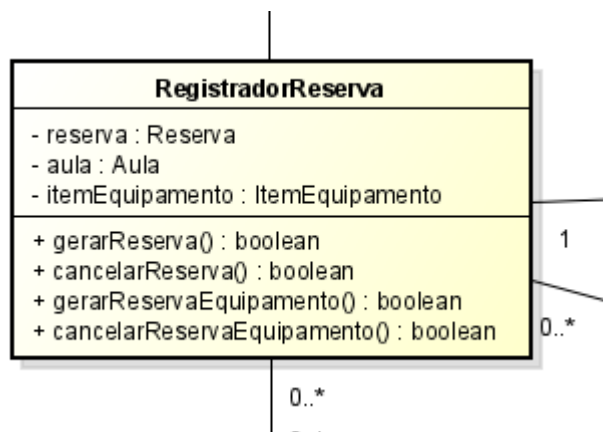 RegistradorReserva
- reserva : Reserva
- aula : Aula
- itemEquipamento : ItemEquipamento
+ gerarReserva() : boolean
+ cancelarReserva() : boolean
+ gerarReservaEquipamento() : boolean
+ cancelarReservaEquipamento() : boolean
1
0..*
0..*